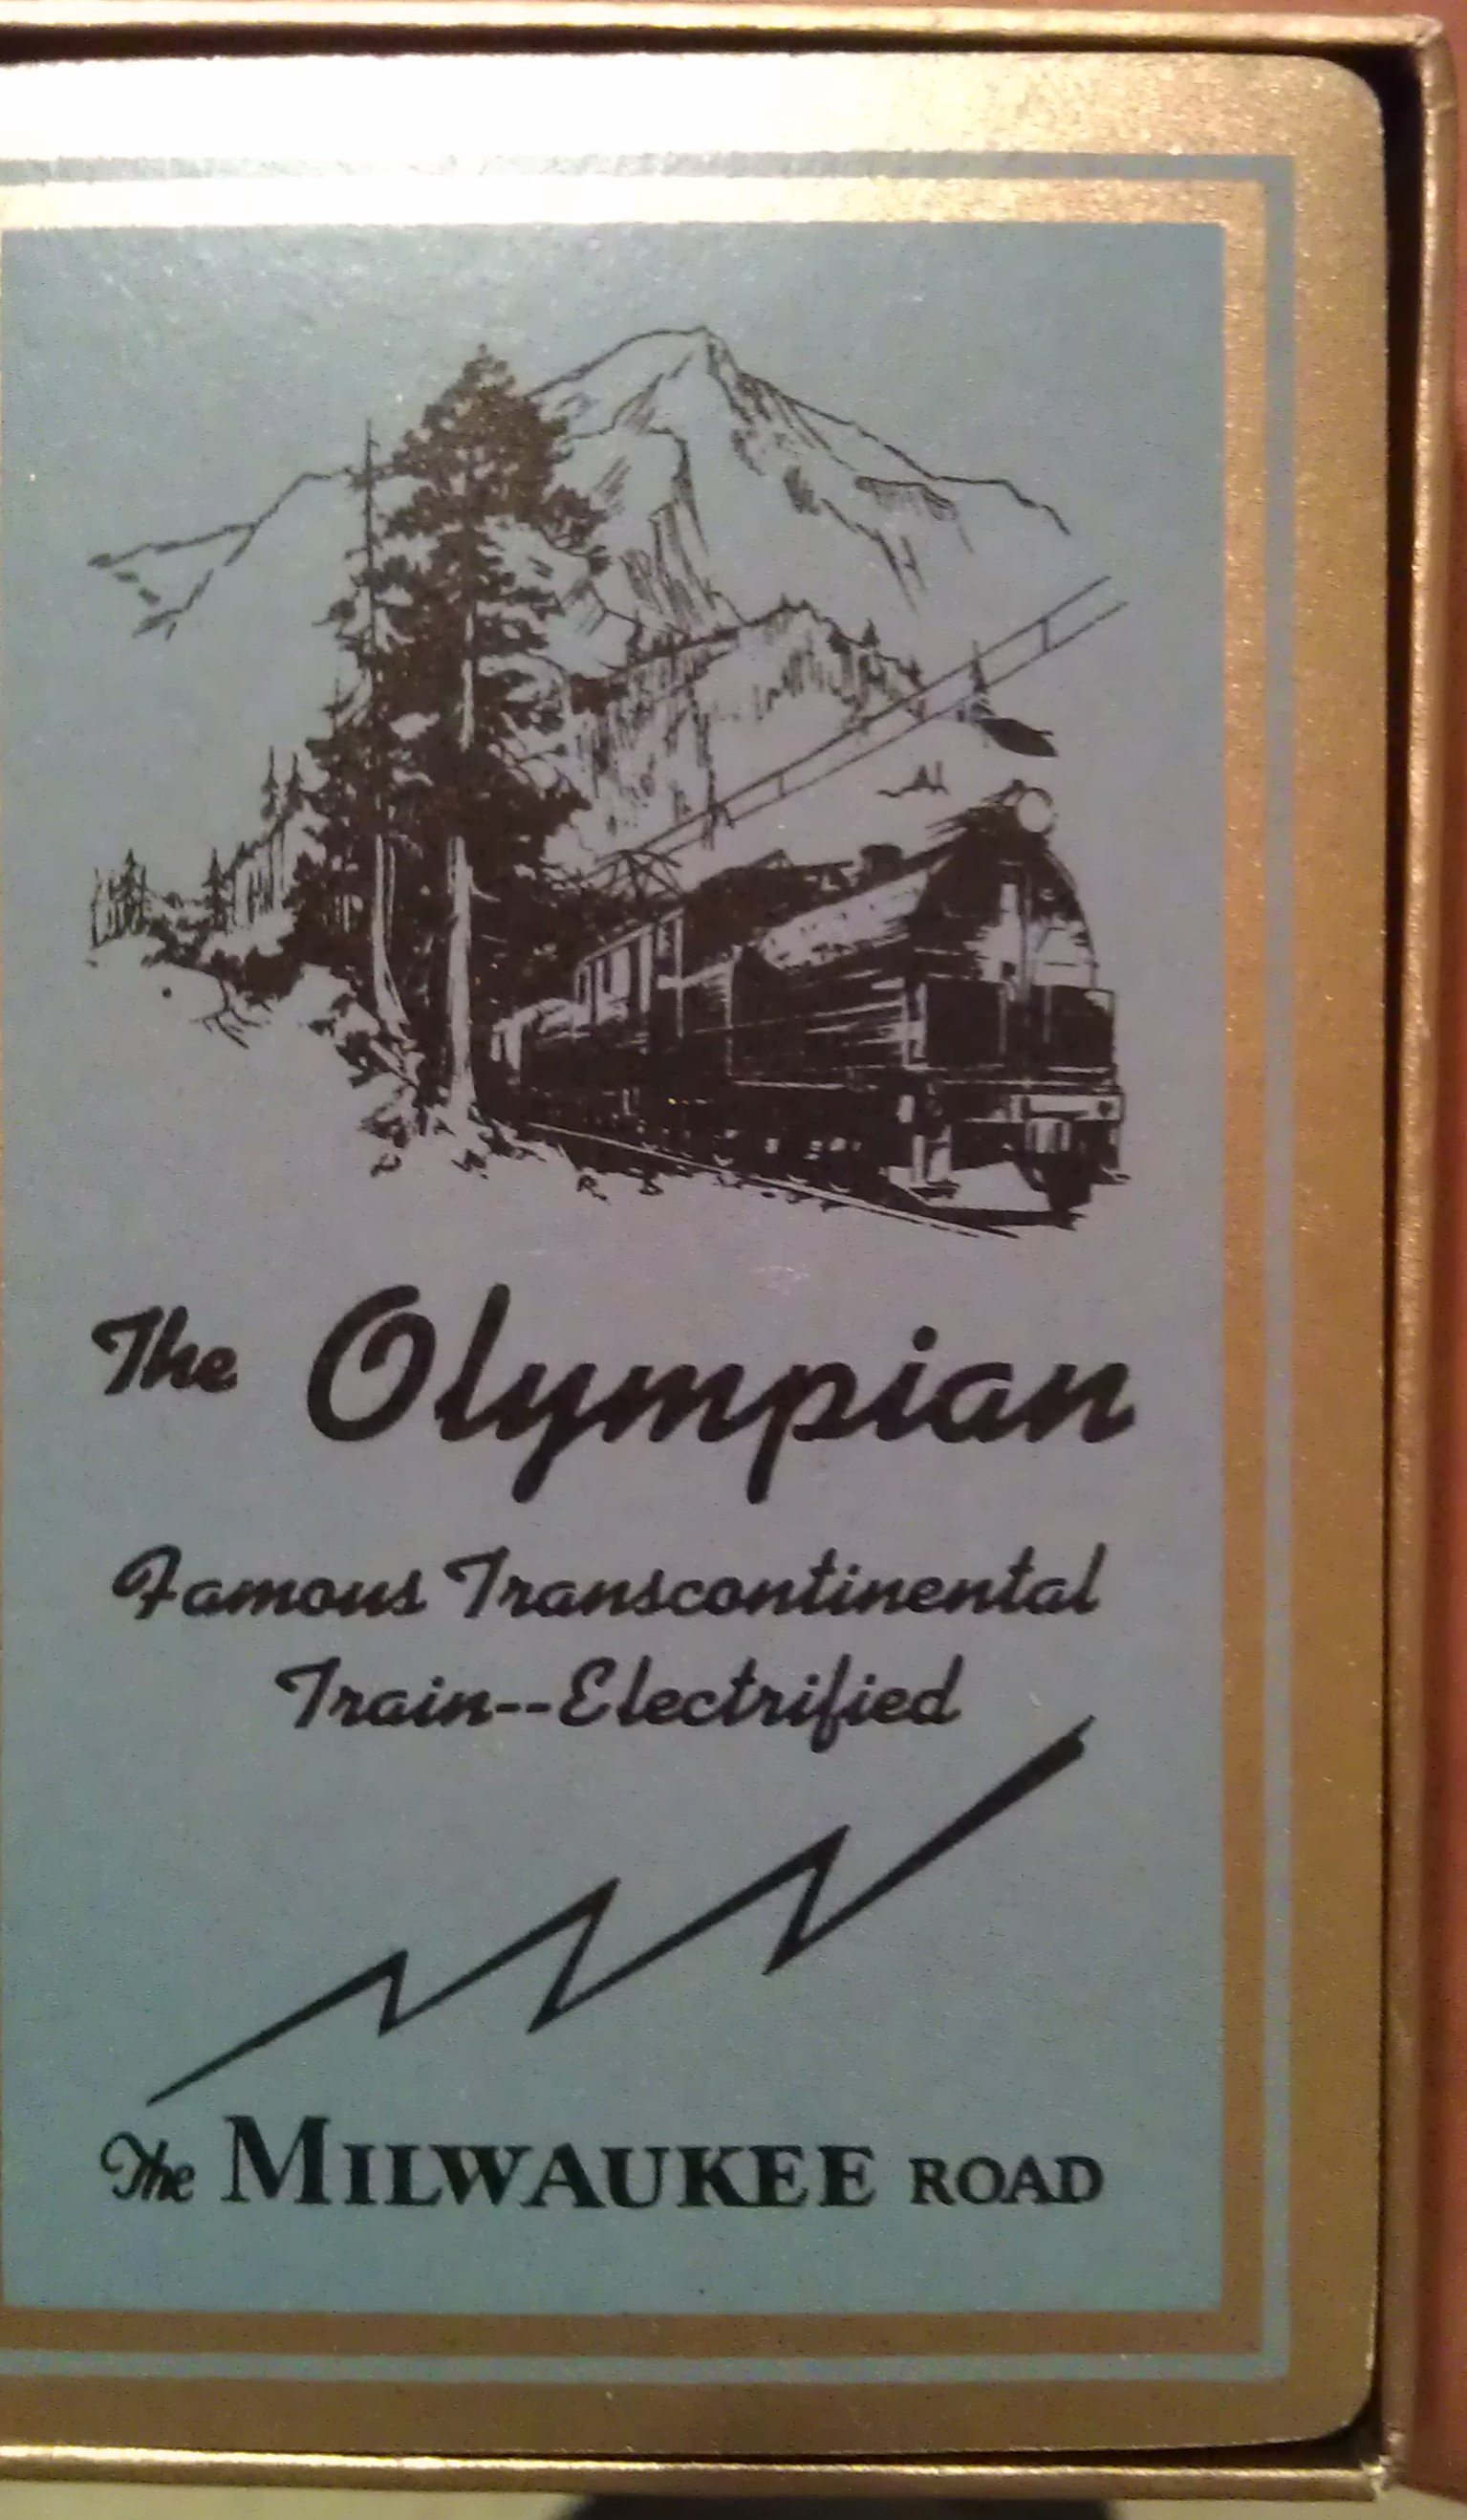 The Olympian
Famous Transcontinental
Train--Electrified
The MILWAUKEE ROAD